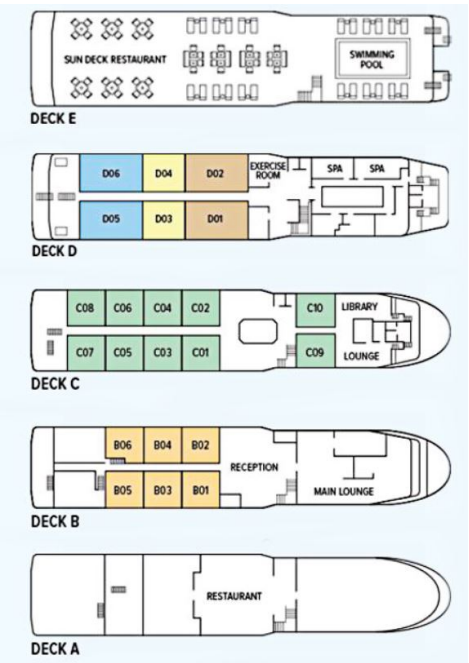 SUN DECK RESTAURANT
SWIMMING
POOL
DECK E
D06
D04
D02
EXERCISE
ROOM
SPA
SPA
D05
D03
D01
DECK D
C08
C06
C04
C02
C10
LIBRARY
C07
C05
C03
C01
C09
LOUNGE
DECK C
B06
B04
B02
RECEPTION
B05
B03
B01
MAIN LOUNGE
DECK B
RESTAURANT
DECK A